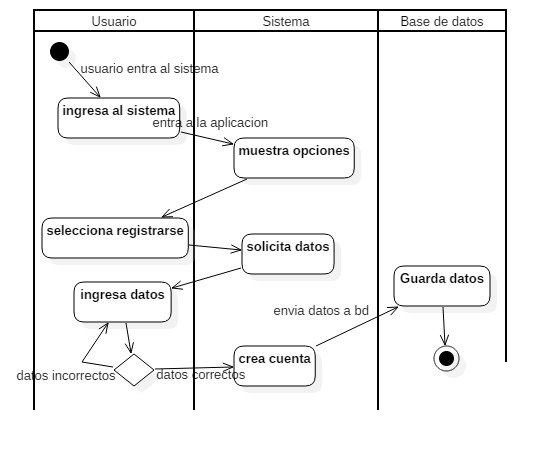 Usuario
Sistema
Base de datos
usuario entra al sistema
ingresa al sistema
entra a la aplicacion
muestra opciones
selecciona registrarse
solicita datos
ingresa datos
Guarda datos
envia datos a bd
crea cuenta
datos incorrectos
datos correctos